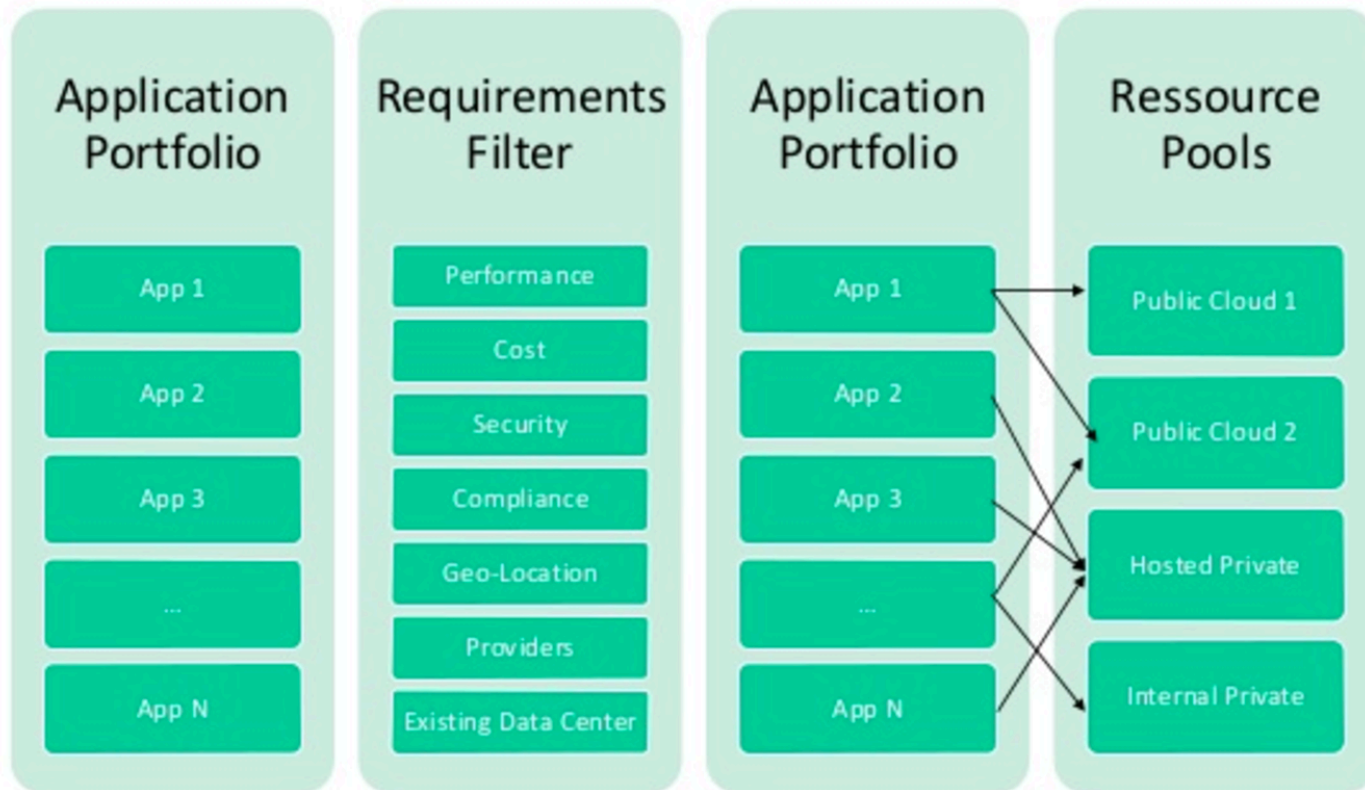 Application
Portfolio
App 1
App 2
App 3
...
App N
Requirements
Filter
Performance
Cost
Security
Compliance
Geo-Location
Providers
Existing Data Center
Application
Portfolio
App 1
App 2
App 3
...
App N
Ressource
Pools
Public Cloud 1
Public Cloud 2
Hosted Private
Internal Private